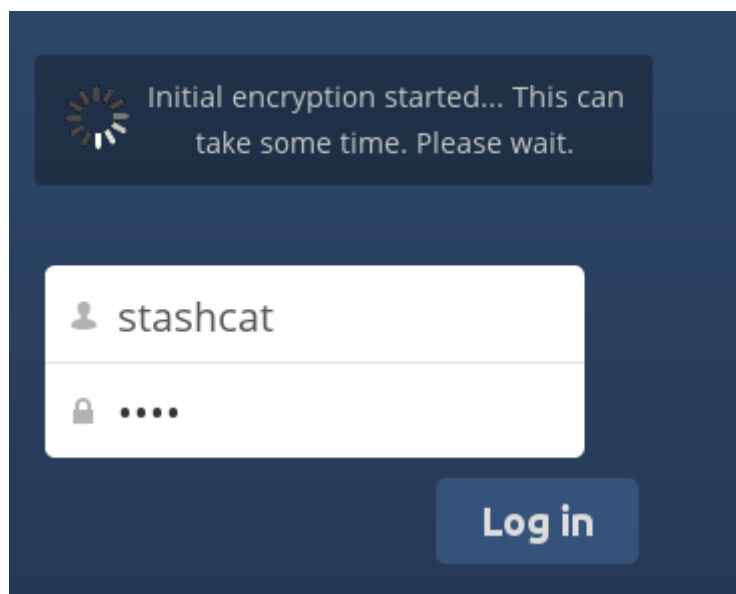 Initial encryption started... This can
take some time. Please wait.
stashcat
••••
Log in